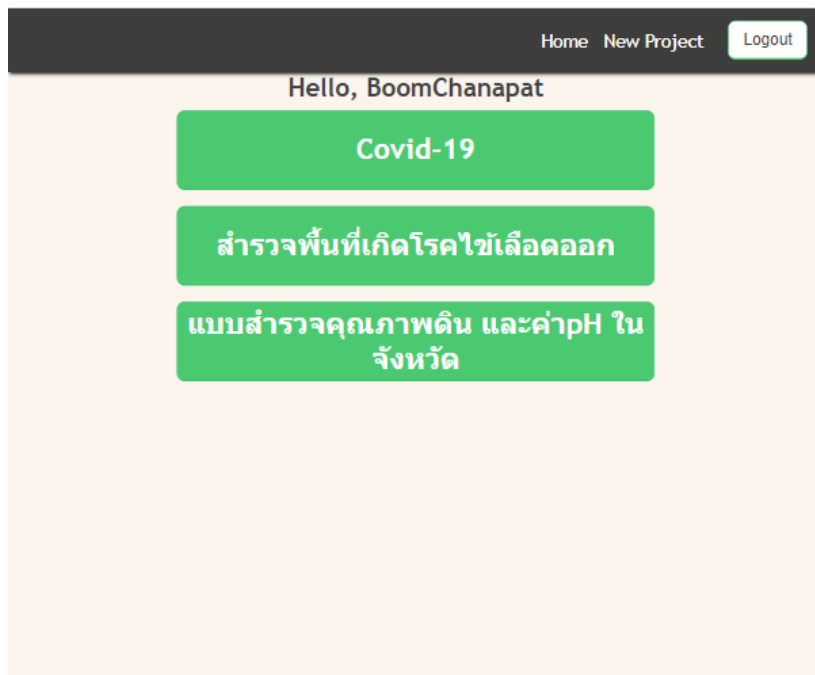 Home New Project Logout
Hello, BoomChanapat
Covid-19
สำรวจพื้นที่เกิดโรคไข้เลือดออก
แบบสำรวจคุณภาพดิน และค่าpH ใน
จังหวัด